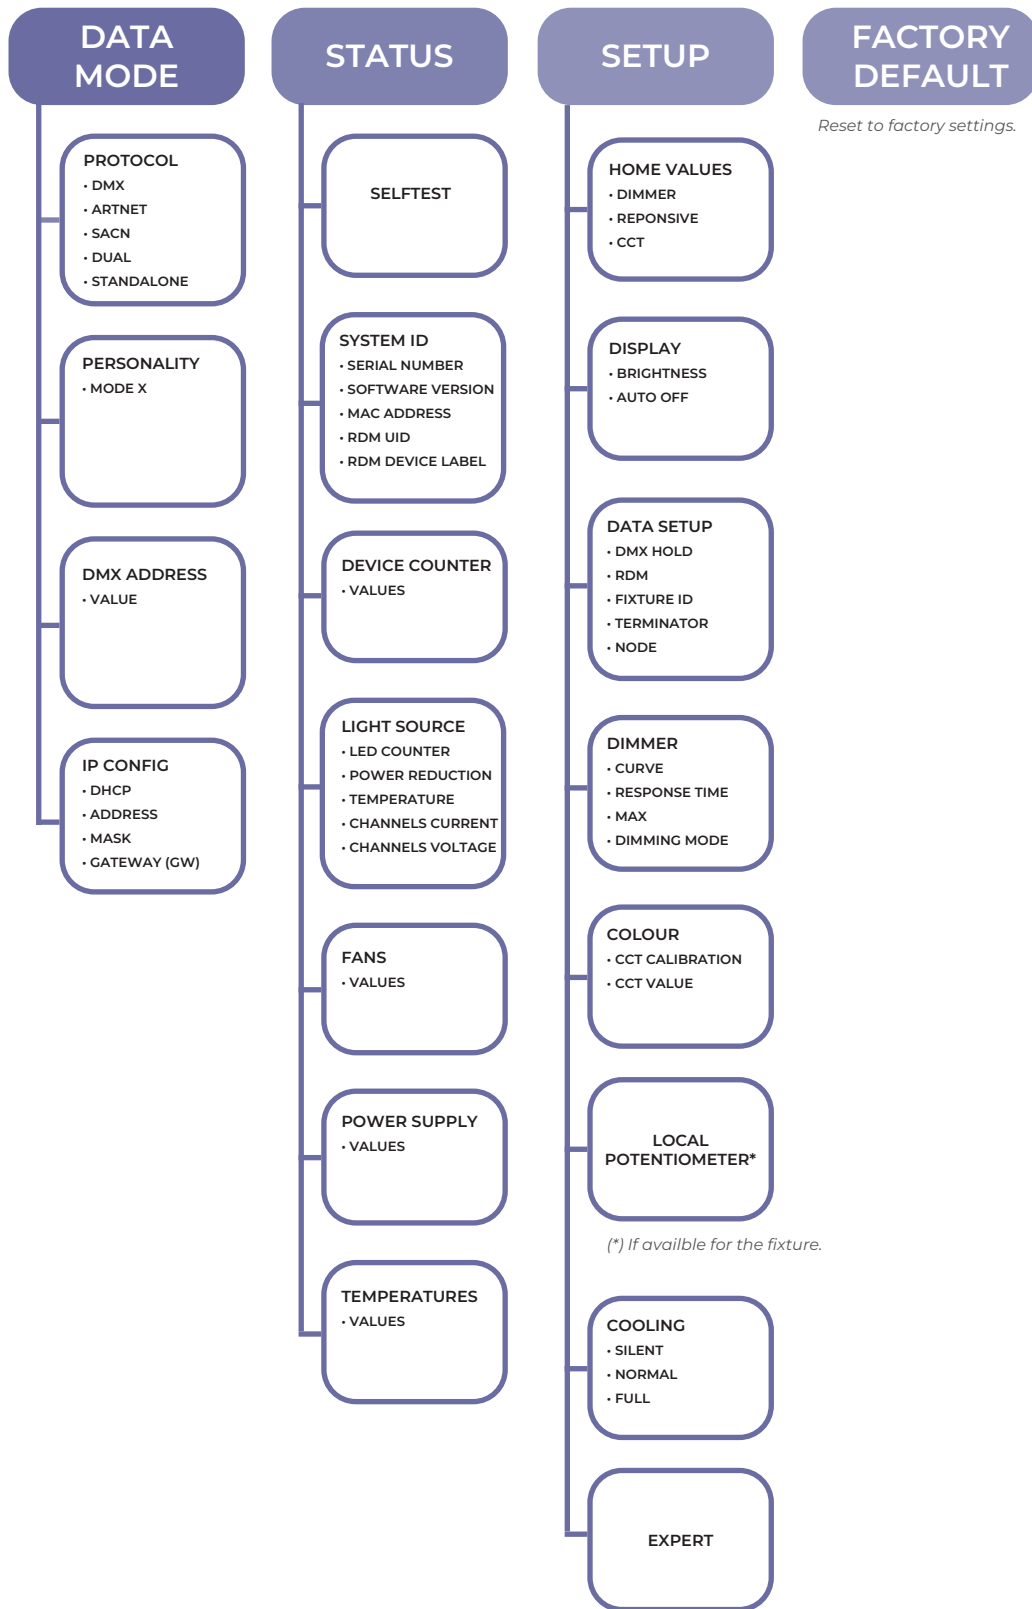 DATA
MODE
PROTOCOL
• DMX
• ARTNET
• SACN
• DUAL
• STANDALONE
PERSONALITY
• MODE X
DMX ADDRESS
• VALUE
IP CONFIG
• DHCP
• ADDRESS
• MASK
• GATEWAY (GW)
STATUS
SELFTEST
SYSTEM ID
• SERIAL NUMBER
• SOFTWARE VERSION
• MAC ADDRESS
• RDM UID
• RDM DEVICE LABEL
DEVICE COUNTER
• VALUES
LIGHT SOURCE
• LED COUNTER
• POWER REDUCTION
• TEMPERATURE
• CHANNELS CURRENT
• CHANNELS VOLTAGE
FANS
• VALUES
POWER SUPPLY
• VALUES
TEMPERATURES
• VALUES
SETUP
HOME VALUES
• DIMMER
• REPONSIVE
• CCT
DISPLAY
• BRIGHTNESS
• AUTO OFF
DATA SETUP
• DMX HOLD
• RDM
• FIXTURE ID
• TERMINATOR
• NODE
DIMMER
• CURVE
• RESPONSE TIME
• MAX
• DIMMING MODE
COLOUR
• CCT CALIBRATION
• CCT VALUE
LOCAL
POTENTIOMETER*
(*) If availble for the fixture.
COOLING
• SILENT
• NORMAL
• FULL
EXPERT
FACTORY
DEFAULT
Reset to factory settings.